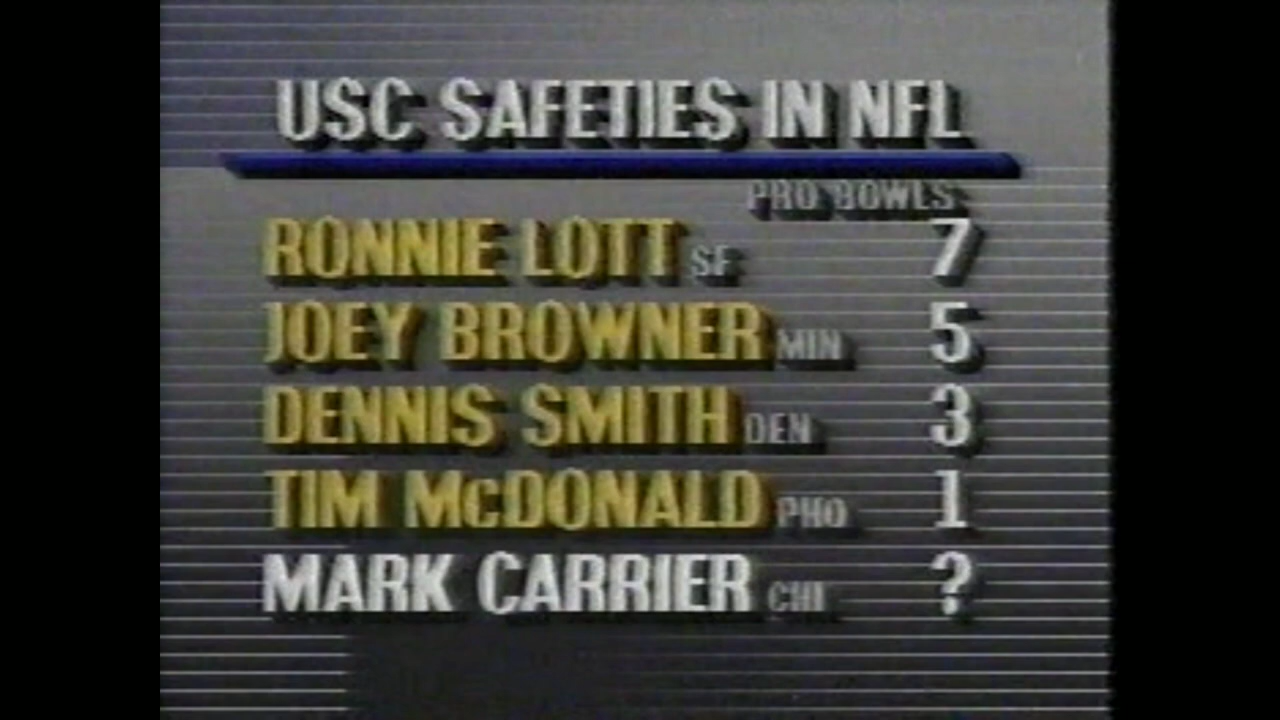 USC SAFETIES IN NFL
PRO BOWLS
RONNIE LOTT SF 7
JOEY BROWNER MIN 5
DENNIS SMITH DEN 3
TIM McDONALD PHO 1
MARK CARRIER CHI ?